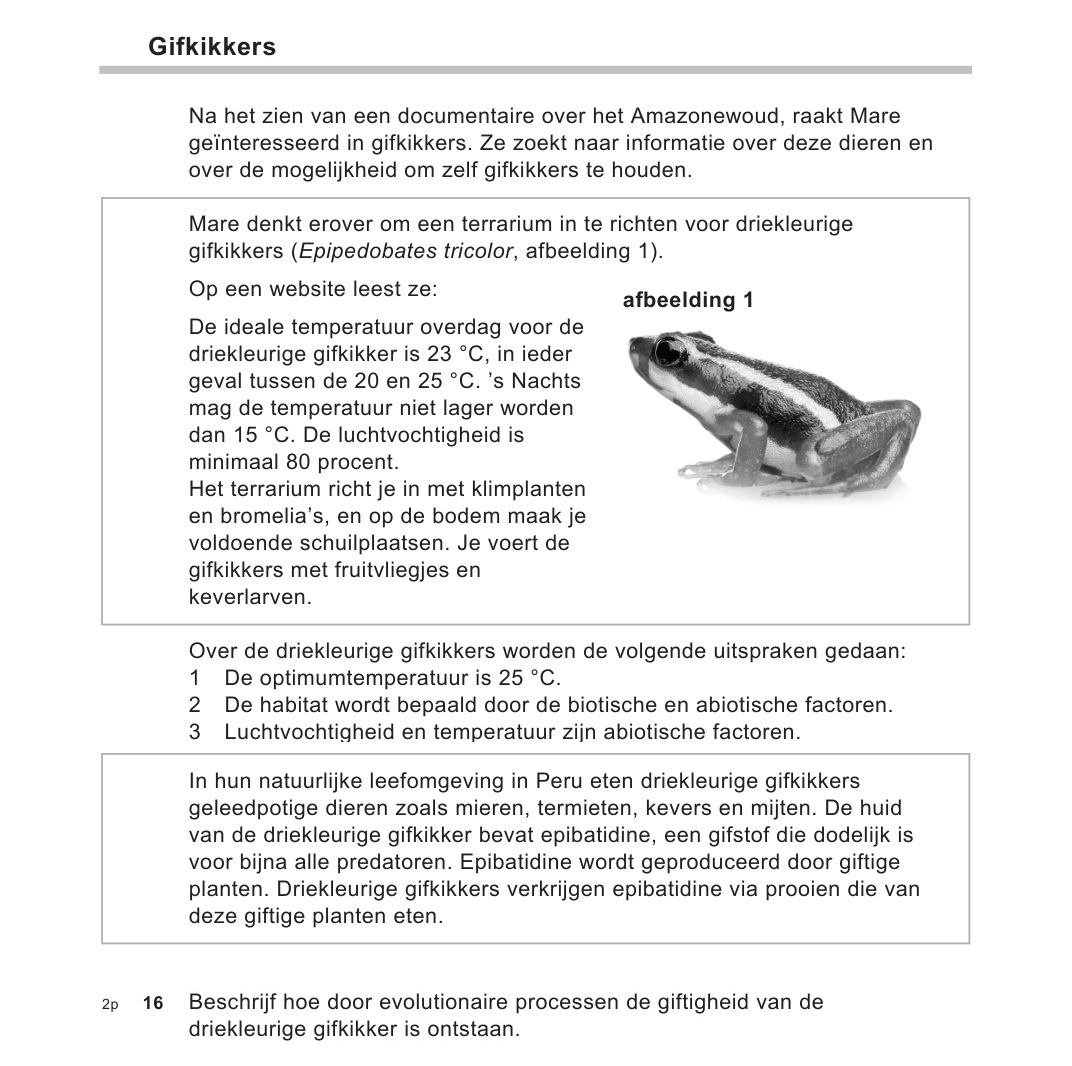 Gifkikkers
Na het zien van een documentaire over het Amazonewoud, raakt Mare
geïnteresseerd in gifkikkers. Ze zoekt naar informatie over deze dieren en
over de mogelijkheid om zelf gifkikkers te houden.
Mare denkt erover om een terrarium in te richten voor driekleurige
gifkikkers (Epipedobates tricolor, afbeelding 1).
Op een website leest ze:
afbeelding 1
De ideale temperatuur overdag voor de
driekleurige gifkikker is 23 °C, in ieder
geval tussen de 20 en 25 °C. ’s Nachts
mag de temperatuur niet lager worden
dan 15 °C. De luchtvochtigheid is
minimaal 80 procent.
Het terrarium richt je in met klimplanten
en bromelia’s, en op de bodem maak je
voldoende schuilplaatsen. Je voert de
gifkikkers met fruitvliegjes en
keverlarven.
Over de driekleurige gifkikkers worden de volgende uitspraken gedaan:
1 De optimumtemperatuur is 25 °C.
2 De habitat wordt bepaald door de biotische en abiotische factoren.
3 Luchtvochtigheid en temperatuur zijn abiotische factoren.
In hun natuurlijke leefomgeving in Peru eten driekleurige gifkikkers
geleedpotige dieren zoals mieren, termieten, kevers en mijten. De huid
van de driekleurige gifkikker bevat epibatidine, een gifstof die dodelijk is
voor bijna alle predatoren. Epibatidine wordt geproduceerd door giftige
planten. Driekleurige gifkikkers verkrijgen epibatidine via prooien die van
deze giftige planten eten.
2p 16 Beschrijf hoe door evolutionaire processen de giftigheid van de
driekleurige gifkikker is ontstaan.